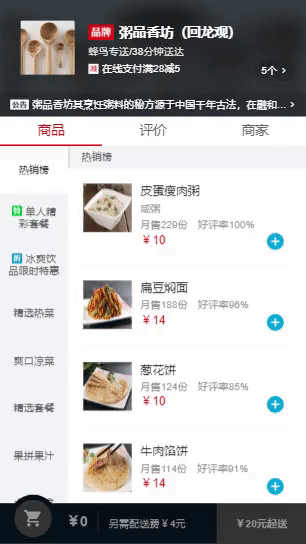 品牌 粥品香坊（回龙观）
蜂鸟专送/38分钟送达
减 在线支付满28减5
5个 >
公告 粥品香坊其烹饪粥料的秘方源于中国千年古法，在融和... >
商品 评价 商家
热销榜
特 单人精
彩套餐
折 冰爽饮
品限时特惠
精选热菜
爽口凉菜
精选套餐
果拼果汁
热销榜
皮蛋瘦肉粥
咸粥
月售229份 好评率100%
￥10
扁豆焖面
月售188份 好评率96%
￥14
葱花饼
月售124份 好评率85%
￥10
牛肉馅饼
月售114份 好评率91%
￥14
￥0
另需配送费￥4元
￥20元起送